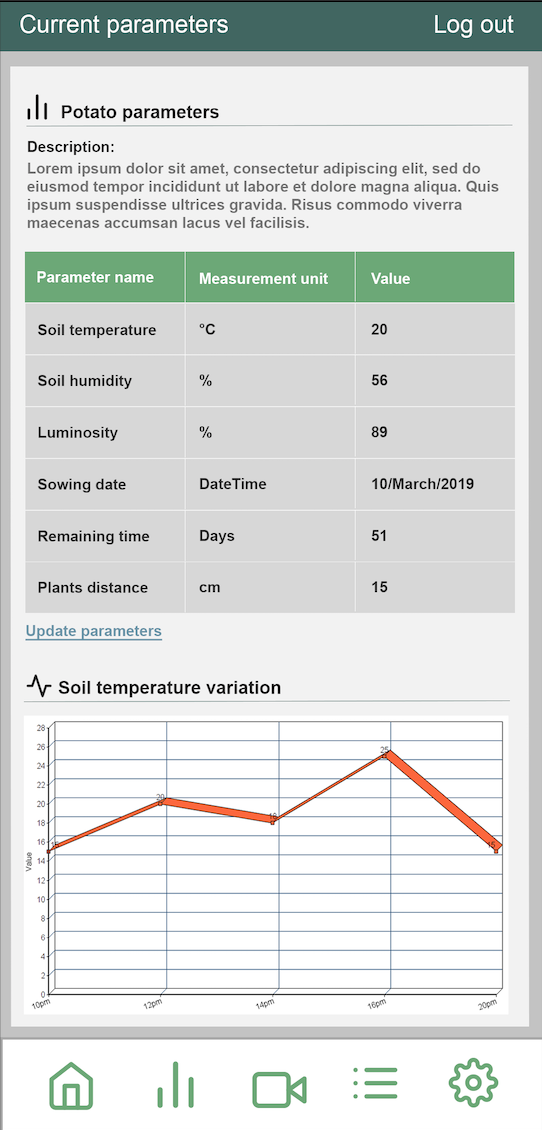 Current parameters Log out
Potato parameters
Description:
Lorem ipsum dolor sit amet, consectetur adipiscing elit, sed do
eiusmod tempor incididunt ut labore et dolore magna aliqua. Quis
ipsum suspendisse ultrices gravida. Risus commodo viverra
maecenas accumsan lacus vel facilisis.
Parameter name Measurement unit Value
Soil temperature °C 20
Soil humidity % 56
Luminosity % 89
Sowing date DateTime 10/March/2019
Remaining time Days 51
Plants distance cm 15
Update parameters
Soil temperature variation
28
26
25
24
22
20
20
18
18
16
15
15
14
Value
12
10
8
6
4
2
0
10pm 12pm 14pm 16pm 20pm